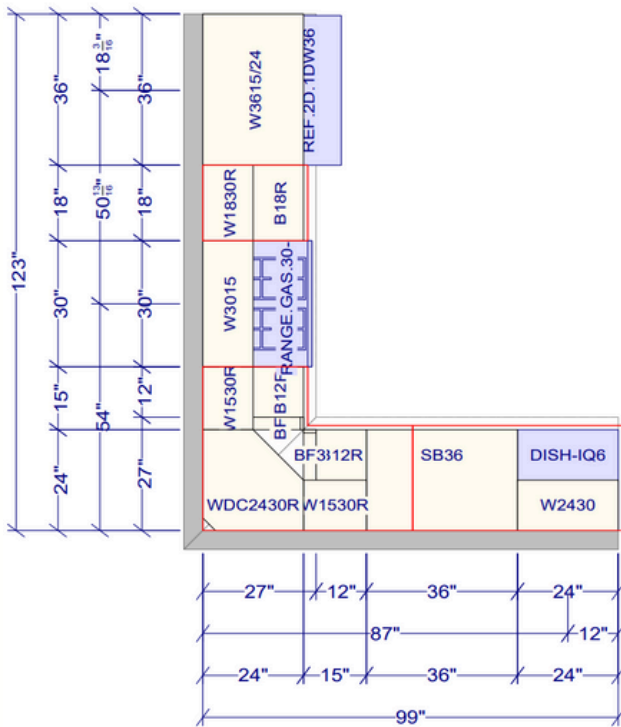 123"
36"
18"
30"
15"
24"
18 3/16
50 13/16
54"
36"
18"
30"
12"
27"
W3615/24
REF.2D.1DW36
W1830R
B18R
W3015
RANGE.GAS.30-
W1530R
B12R
BF
BF3
B12R
SB36
DISH-IQ6
WDC2430R
W1530R
W2430
27"
12"
36"
24"
87"
12"
24"
15"
36"
24"
99"